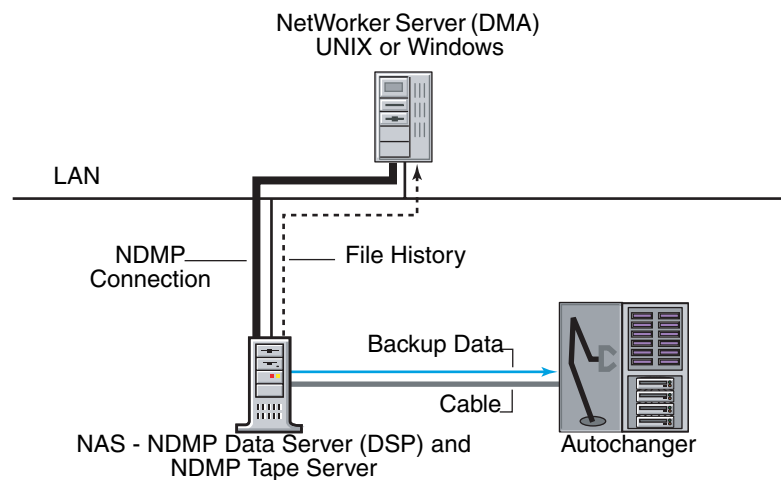 NetWorker Server (DMA)
UNIX or Windows
LAN
NDMP
Connection
File History
Backup Data
Cable
NAS - NDMP Data Server (DSP) and
NDMP Tape Server
Autochanger